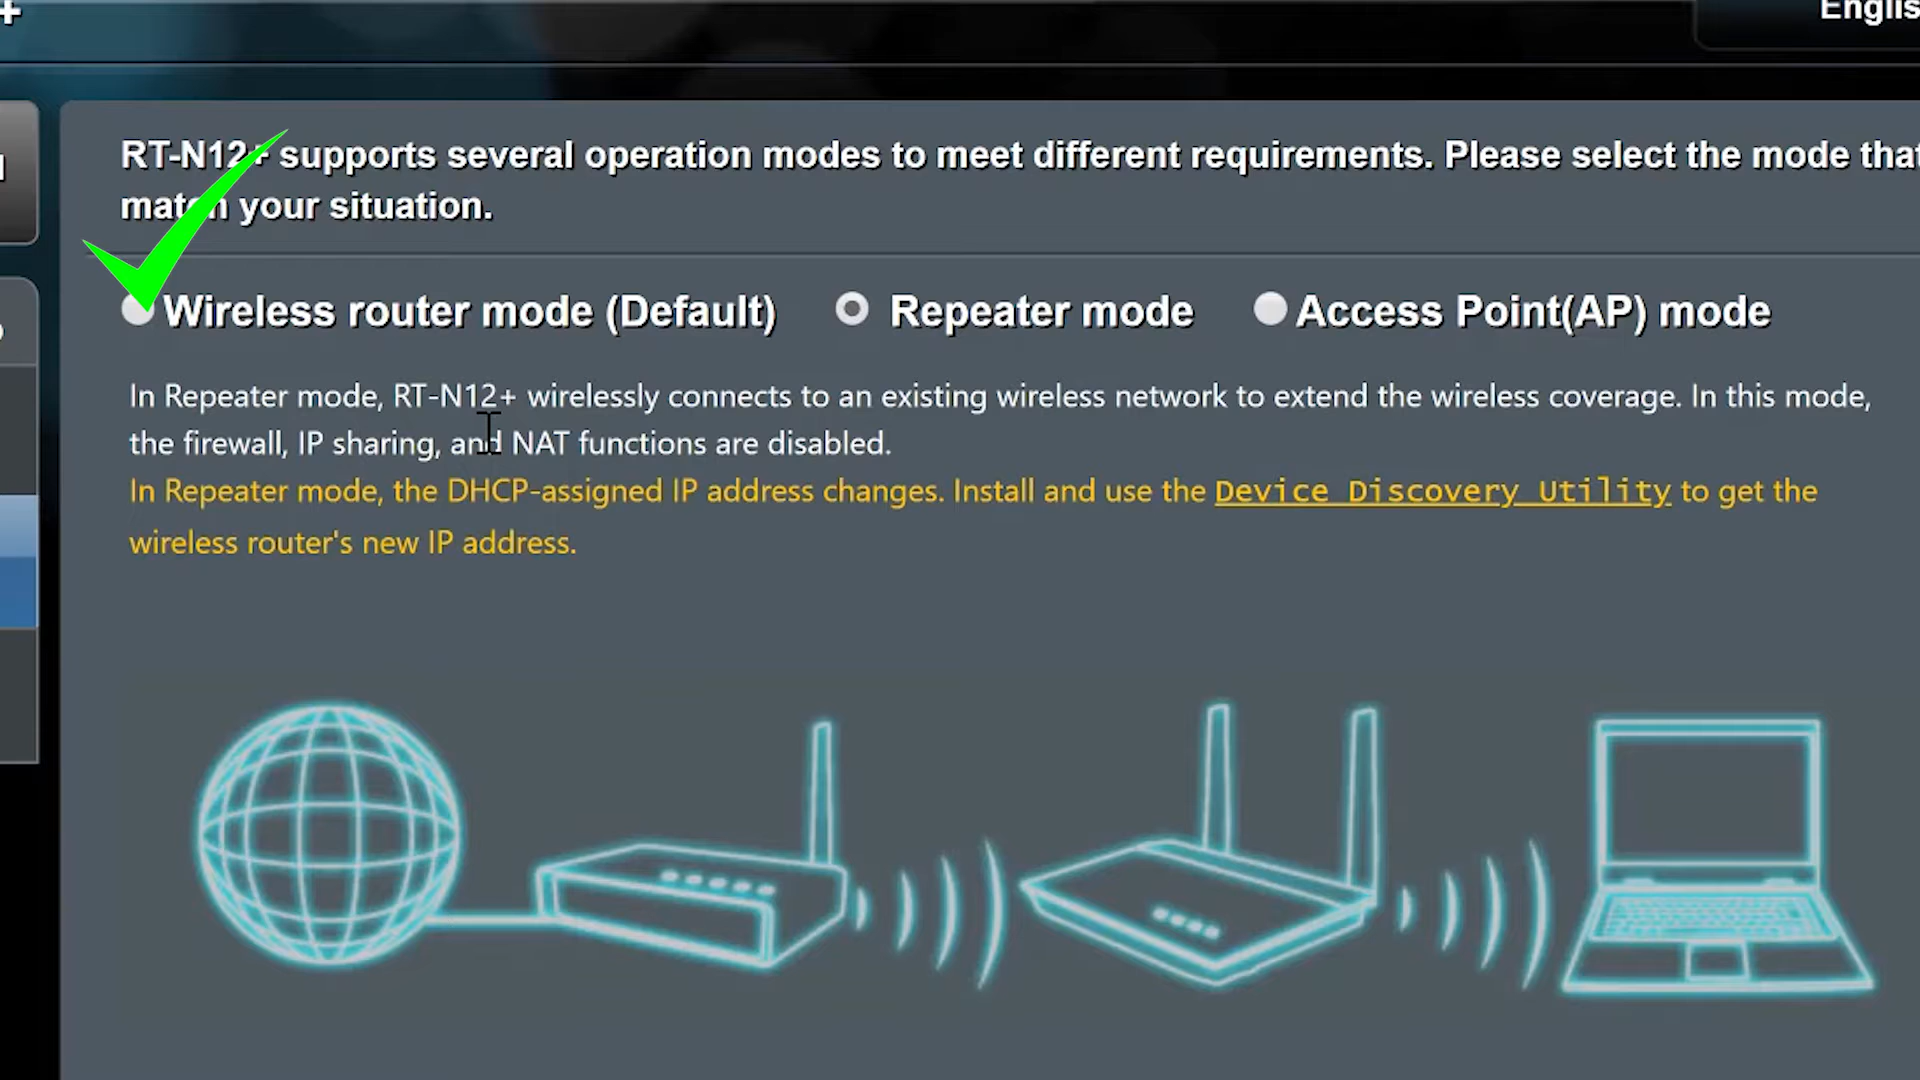 +
RT-N12+ supports several operation modes to meet different requirements. Please select the mode that
match your situation.
Wireless router mode (Default) Repeater mode Access Point(AP) mode
In Repeater mode, RT-N12+ wirelessly connects to an existing wireless network to extend the wireless coverage. In this mode,
the firewall, IP sharing, and NAT functions are disabled.
In Repeater mode, the DHCP-assigned IP address changes. Install and use the Device Discovery Utility to get the
wireless router's new IP address.